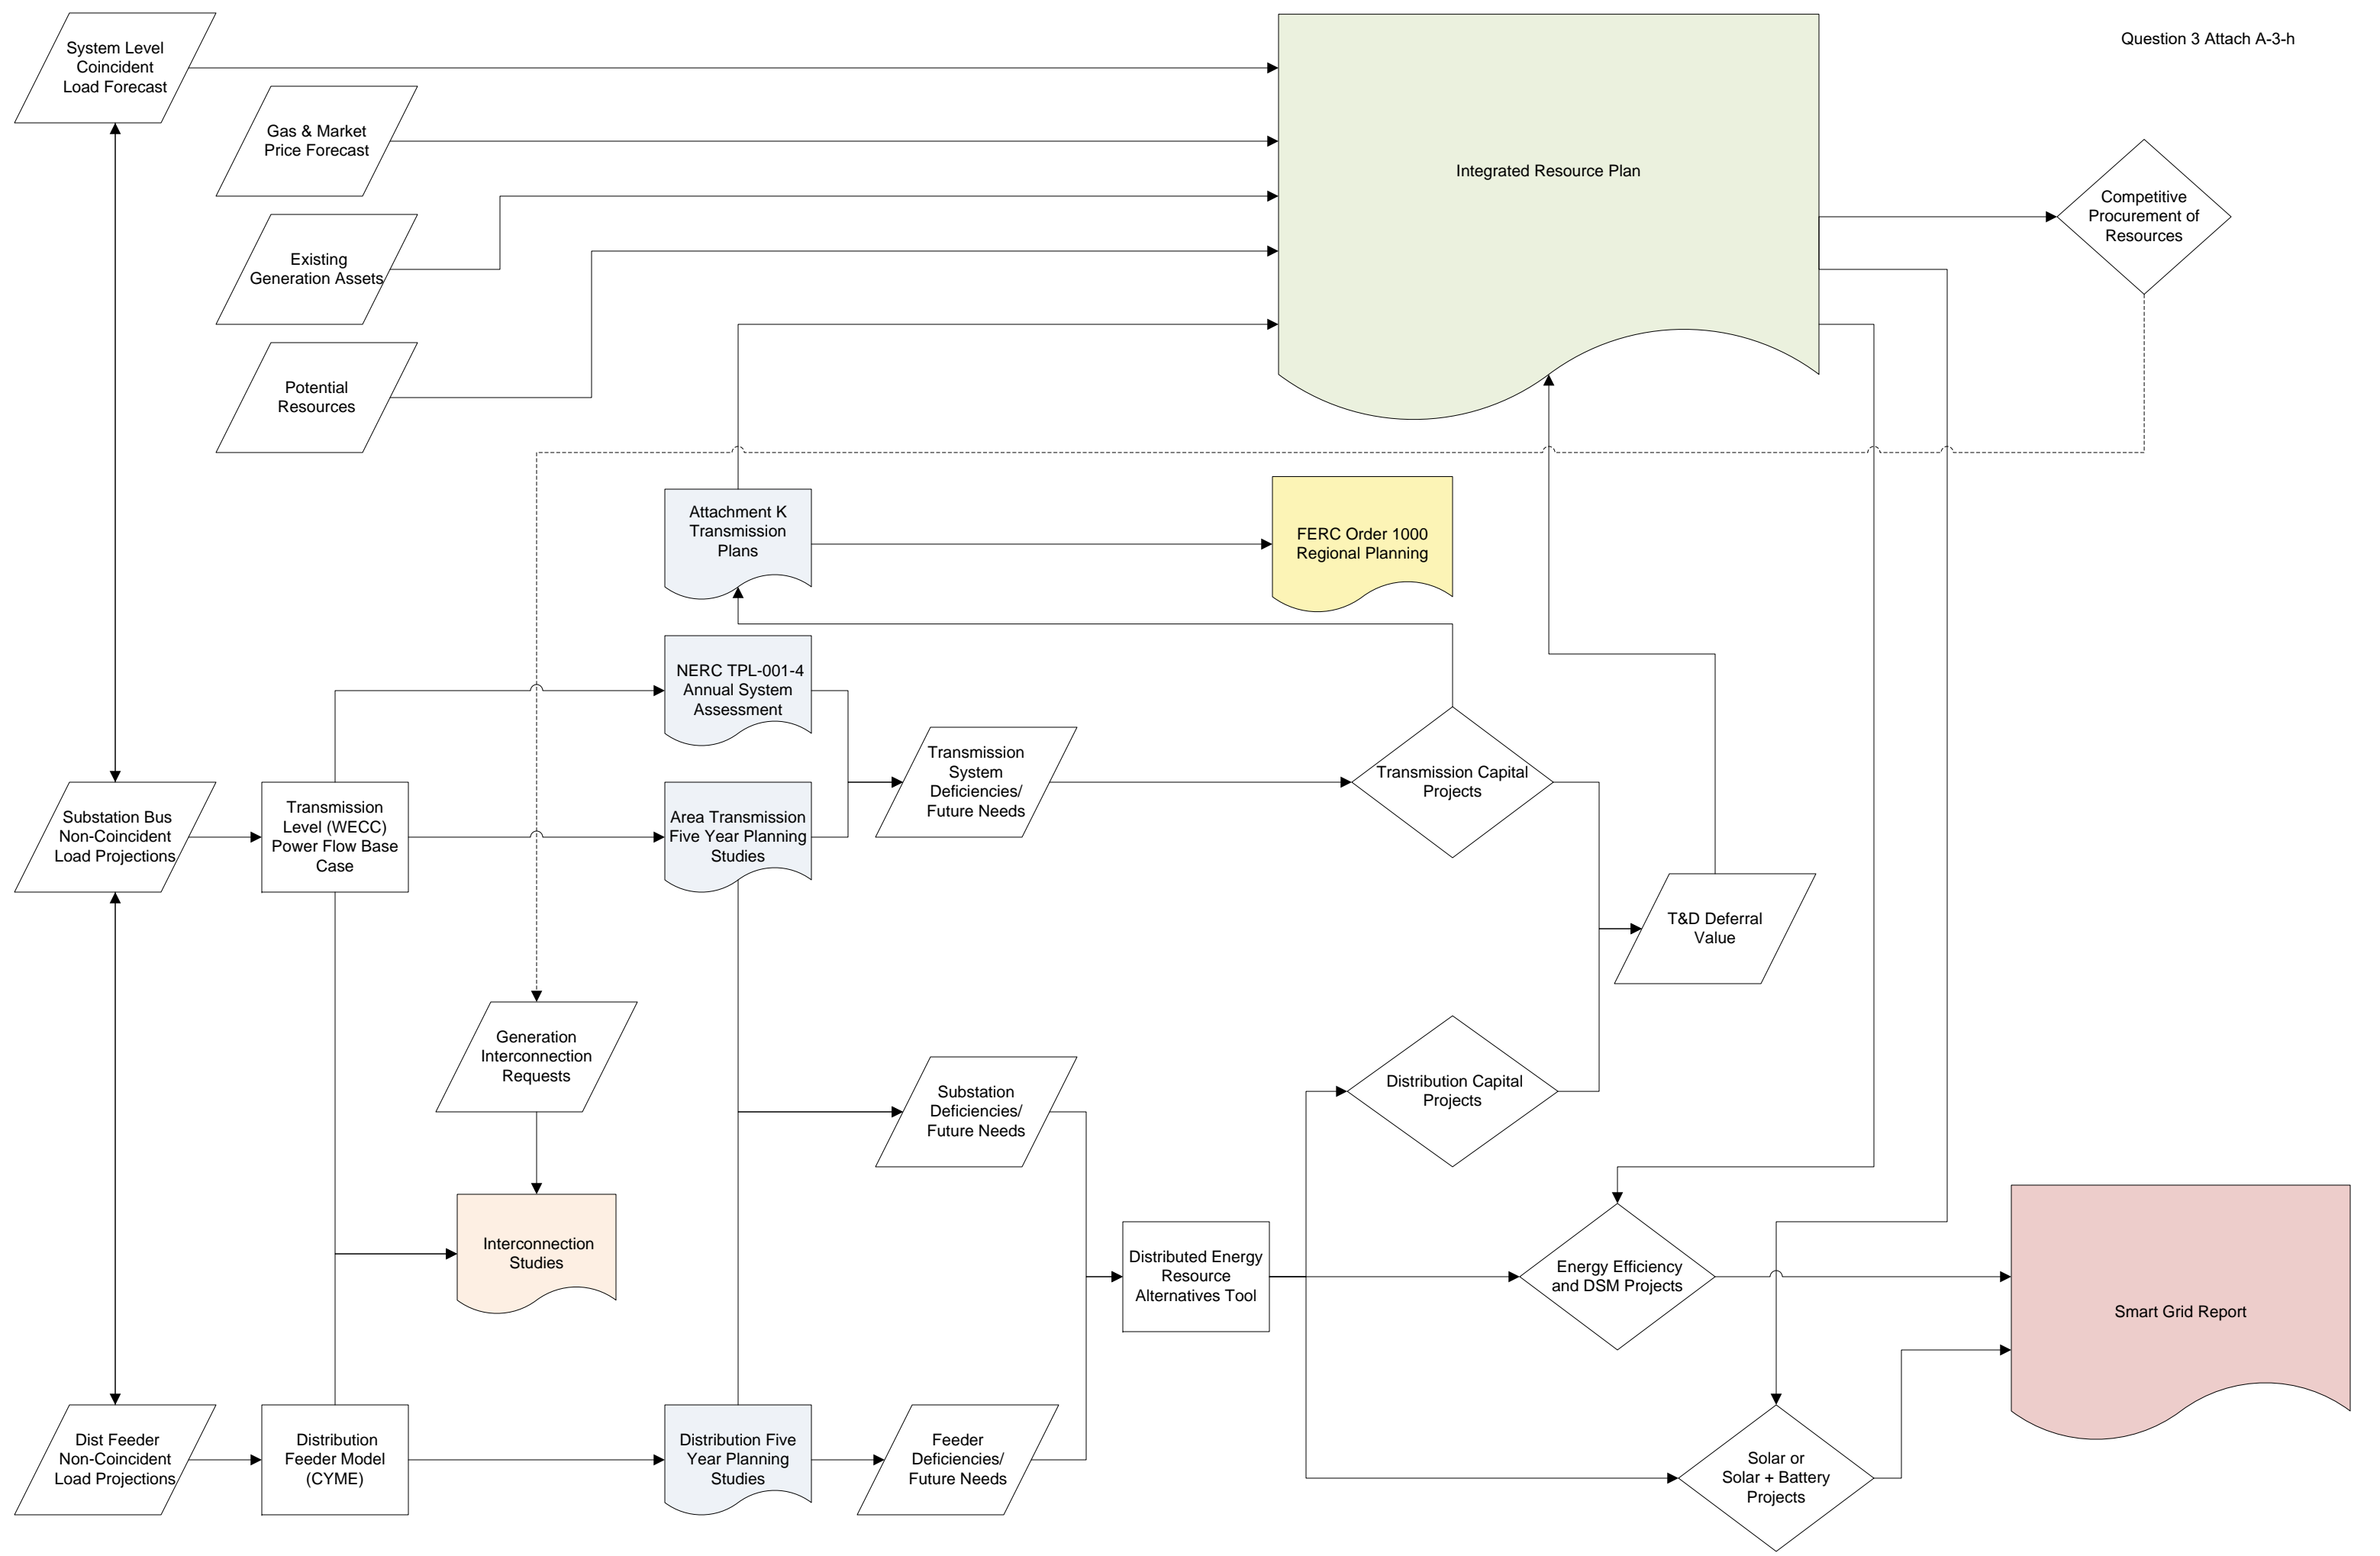 Question 3 Attach A-3-h
System Level
Coincident
Load Forecast
Gas & Market
Price Forecast
Integrated Resource Plan
Competitive
Procurement of
Resources
Existing
Generation Assets
Potential
Resources
Attachment K
Transmission
Plans
FERC Order 1000
Regional Planning
NERC TPL-001-4
Annual System
Assessment
Transmission
System
Deficiencies/
Future Needs
Transmission Capital
Projects
Substation Bus
Non-Coincident
Load Projections
Transmission
Level (WECC)
Power Flow Base
Case
Area Transmission
Five Year Planning
Studies
T&D Deferral
Value
Generation
Interconnection
Requests
Substation
Deficiencies/
Future Needs
Distribution Capital
Projects
Interconnection
Studies
Distributed Energy
Resource
Alternatives Tool
Energy Efficiency
and DSM Projects
Smart Grid Report
Dist Feeder
Non-Coincident
Load Projections
Distribution
Feeder Model
(CYME)
Distribution Five
Year Planning
Studies
Feeder
Deficiencies/
Future Needs
Solar or
Solar + Battery
Projects